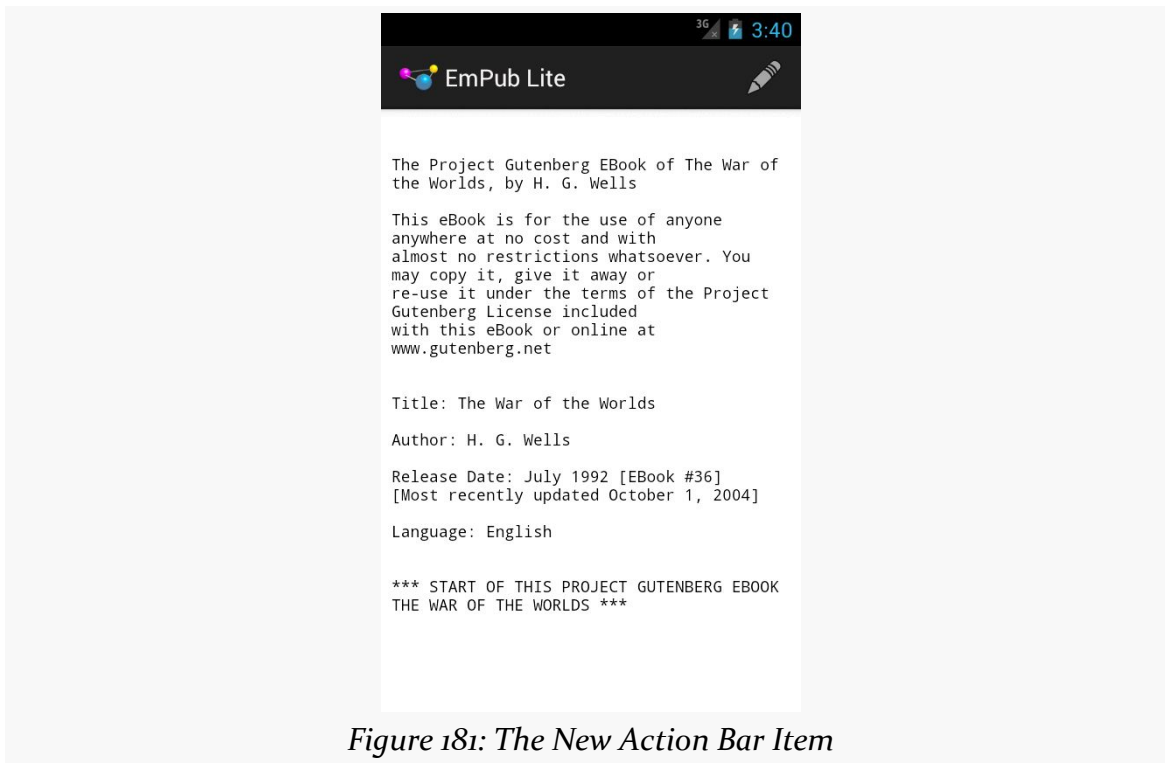 3G 3:40
EmPub Lite
The Project Gutenberg EBook of The War of
the Worlds, by H. G. Wells
This eBook is for the use of anyone
anywhere at no cost and with
almost no restrictions whatsoever. You
may copy it, give it away or
re-use it under the terms of the Project
Gutenberg License included
with this eBook or online at
www.gutenberg.net
Title: The War of the Worlds
Author: H. G. Wells
Release Date: July 1992 [EBook #36]
[Most recently updated October 1, 2004]
Language: English
*** START OF THIS PROJECT GUTENBERG EBOOK
THE WAR OF THE WORLDS ***
Figure 181: The New Action Bar Item